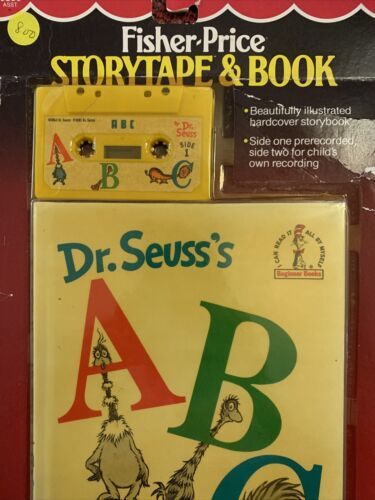 ASST.
8.00
Fisher-Price
STORYTAPE & BOOK
• Beautifully illustrated
hardcover storybook
• Side one prerecorded,
side two for child's
own recording
A B C
Dr.
Seuss
SIDE
1
A B C
Dr. Seuss's
I CAN READ IT ALL BY MYSELF
Beginner Books
A
B
C